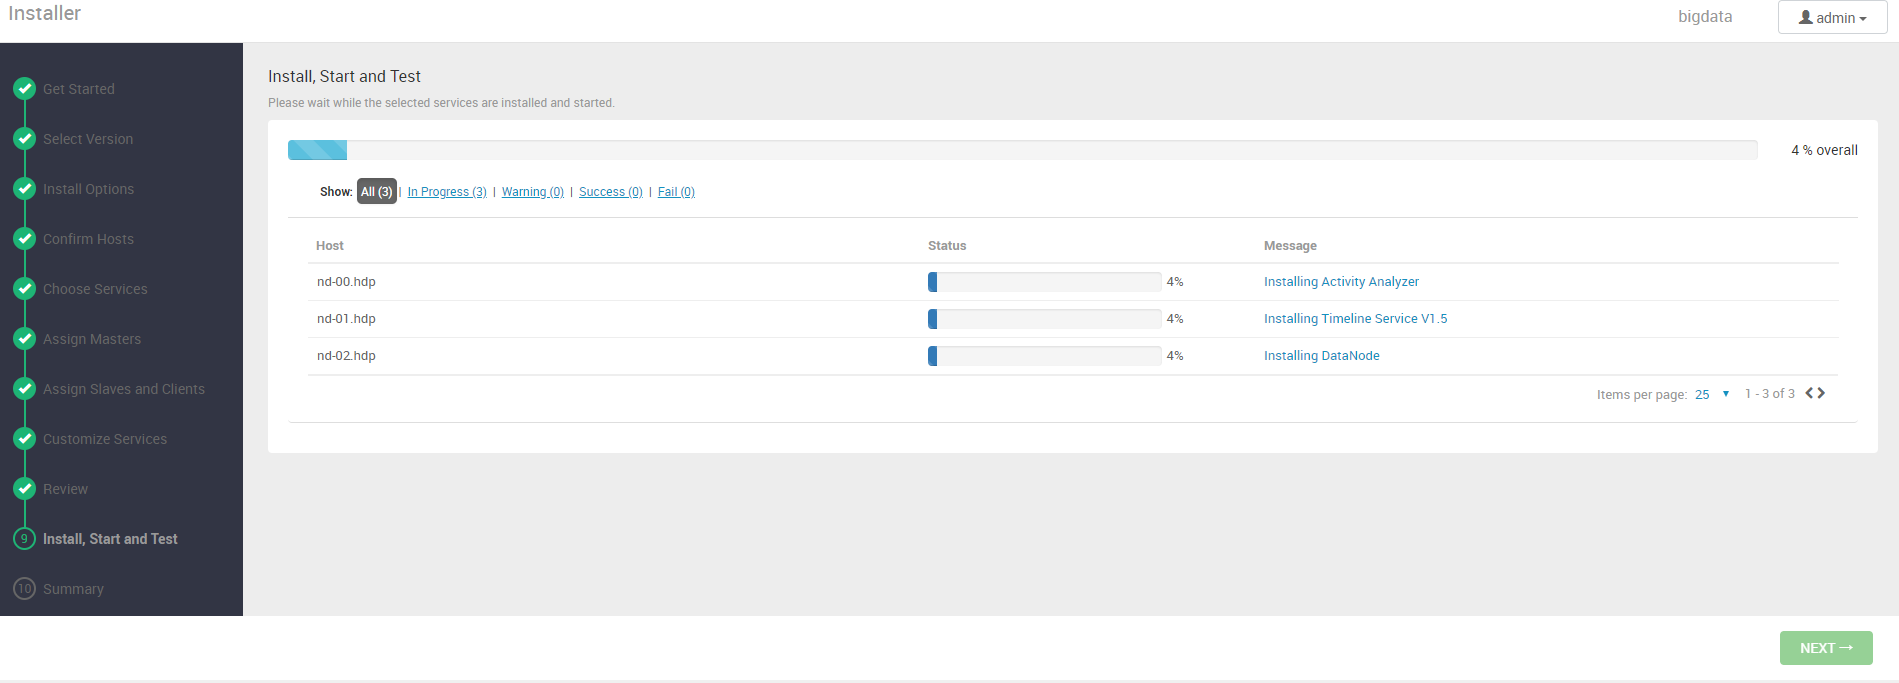 Installer
bigdata
admin
Get Started
Select Version
Install Options
Confirm Hosts
Choose Services
Assign Masters
Assign Slaves and Clients
Customize Services
Review
9 Install, Start and Test
10 Summary
Install, Start and Test
Please wait while the selected services are installed and started.
4 % overall
Show: All (3) | In Progress (3) | Warning (0) | Success (0) | Fail (0)
Host Status Message
nd-00.hdp 4% Installing Activity Analyzer
nd-01.hdp 4% Installing Timeline Service V1.5
nd-02.hdp 4% Installing DataNode
Items per page: 25 1 - 3 of 3
NEXT →